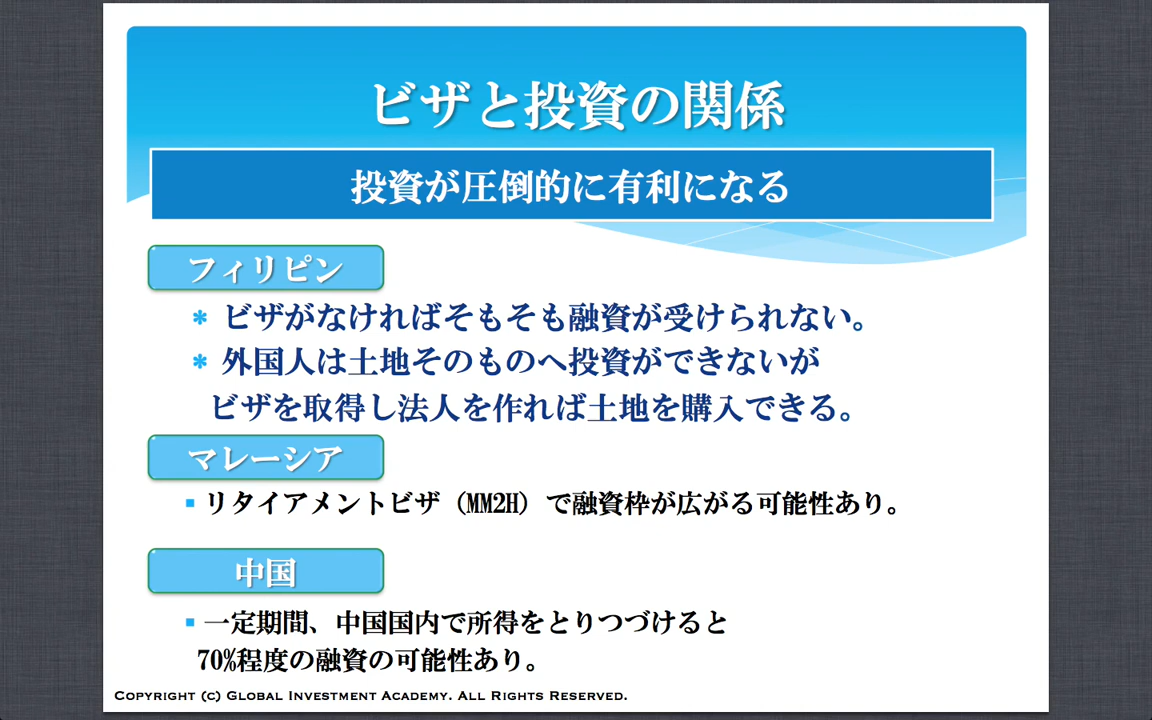 ビザと投資の関係
投資が圧倒的に有利になる
フィリピン
* ビザがなければそもそも融資が受けられない。
* 外国人は土地そのものへ投資ができないが
ビザを取得し法人を作れば土地を購入できる。
マレーシア
▪ リタイアメントビザ（MM2H）で融資枠が広がる可能性あり。
中国
▪ 一定期間、中国国内で所得をとりつづけると
70%程度の融資の可能性あり。
Copyright (c) Global Investment Academy. All Rights Reserved.